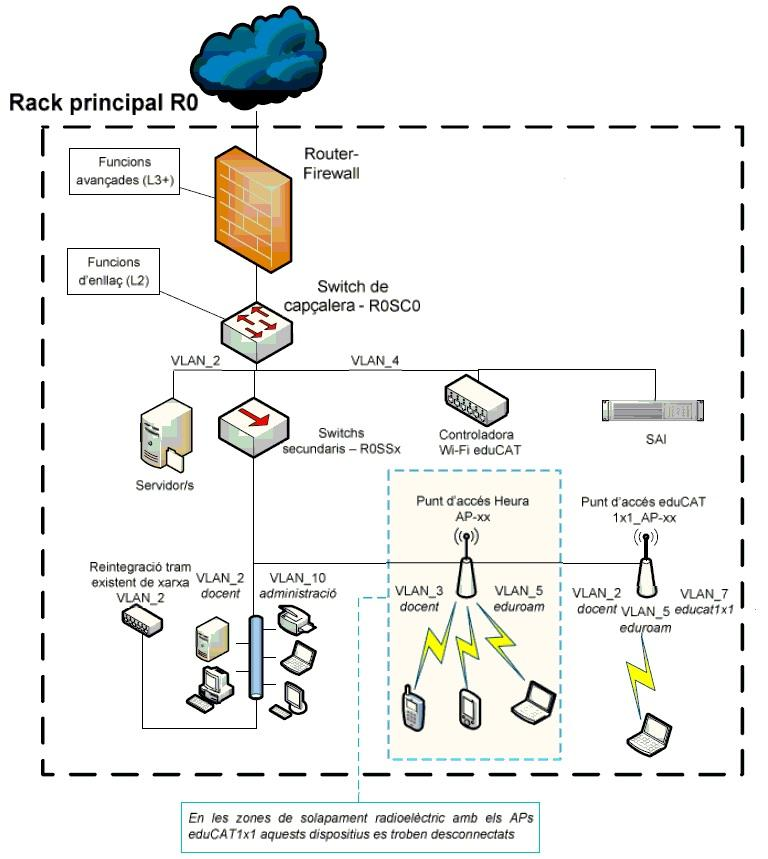 Rack principal R0
Funcions
avançades (L3+)
Router-
Firewall
Funcions
d'enllaç (L2)
Switch de
capçalera - R0SC0
VLAN_2
VLAN_4
Servidor/s
Switchs
secundaris – R0SSx
Controladora
Wi-Fi eduCAT
SAI
Punt d'accés Heura
AP-xx
Punt d'accés eduCAT
1x1_AP-xx
Reintegració tram
existent de xarxa
VLAN_2
VLAN_2
docent
VLAN_10
administració
VLAN_3
docent
VLAN_5
eduroam
VLAN_2
docent
VLAN_5
eduroam
VLAN_7
educat1x1
En les zones de solapament radioelèctric amb els APs
eduCAT1x1 aquests dispositius es troben desconnectats